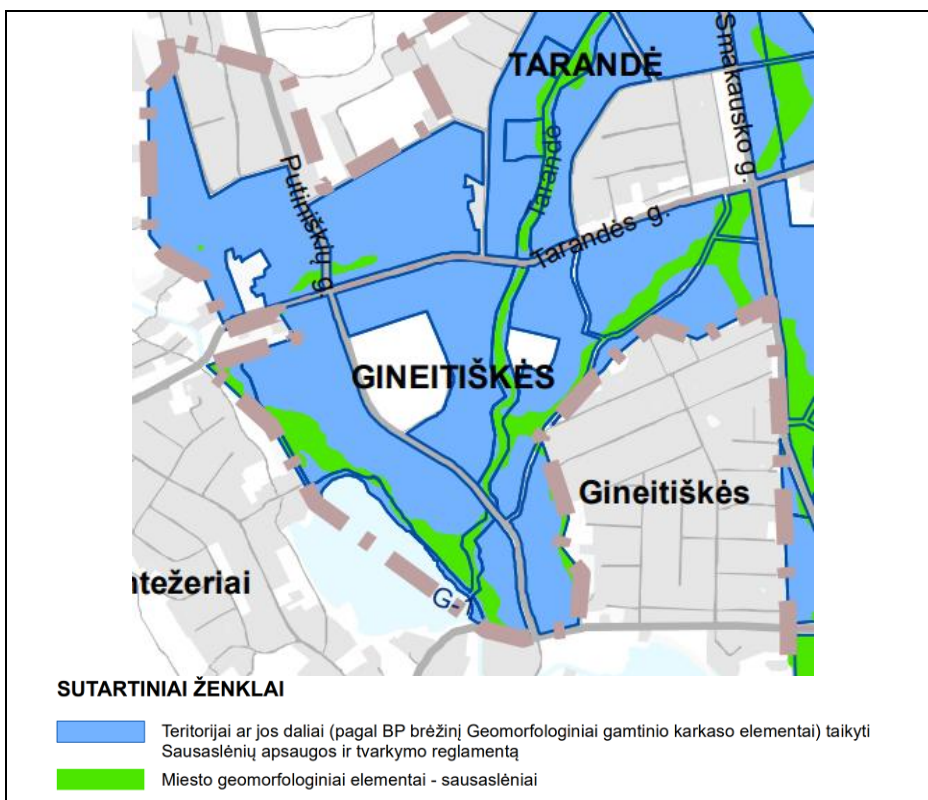 TARANDĖ
Smakausko g.
Tarandė
Putiniškių g.
Tarandės g.
GINEITIŠKĖS
Gineitiškės
ntežeriai
G-1
SUTARTINIAI ŽENKLAI
Teritorijai ar jos daliai (pagal BP brėžinį Geomorfologiniai gamtinio karkaso elementai) taikyti
Sausaslėnių apsaugos ir tvarkymo reglamentą
Miesto geomorfologiniai elementai - sausaslėniai